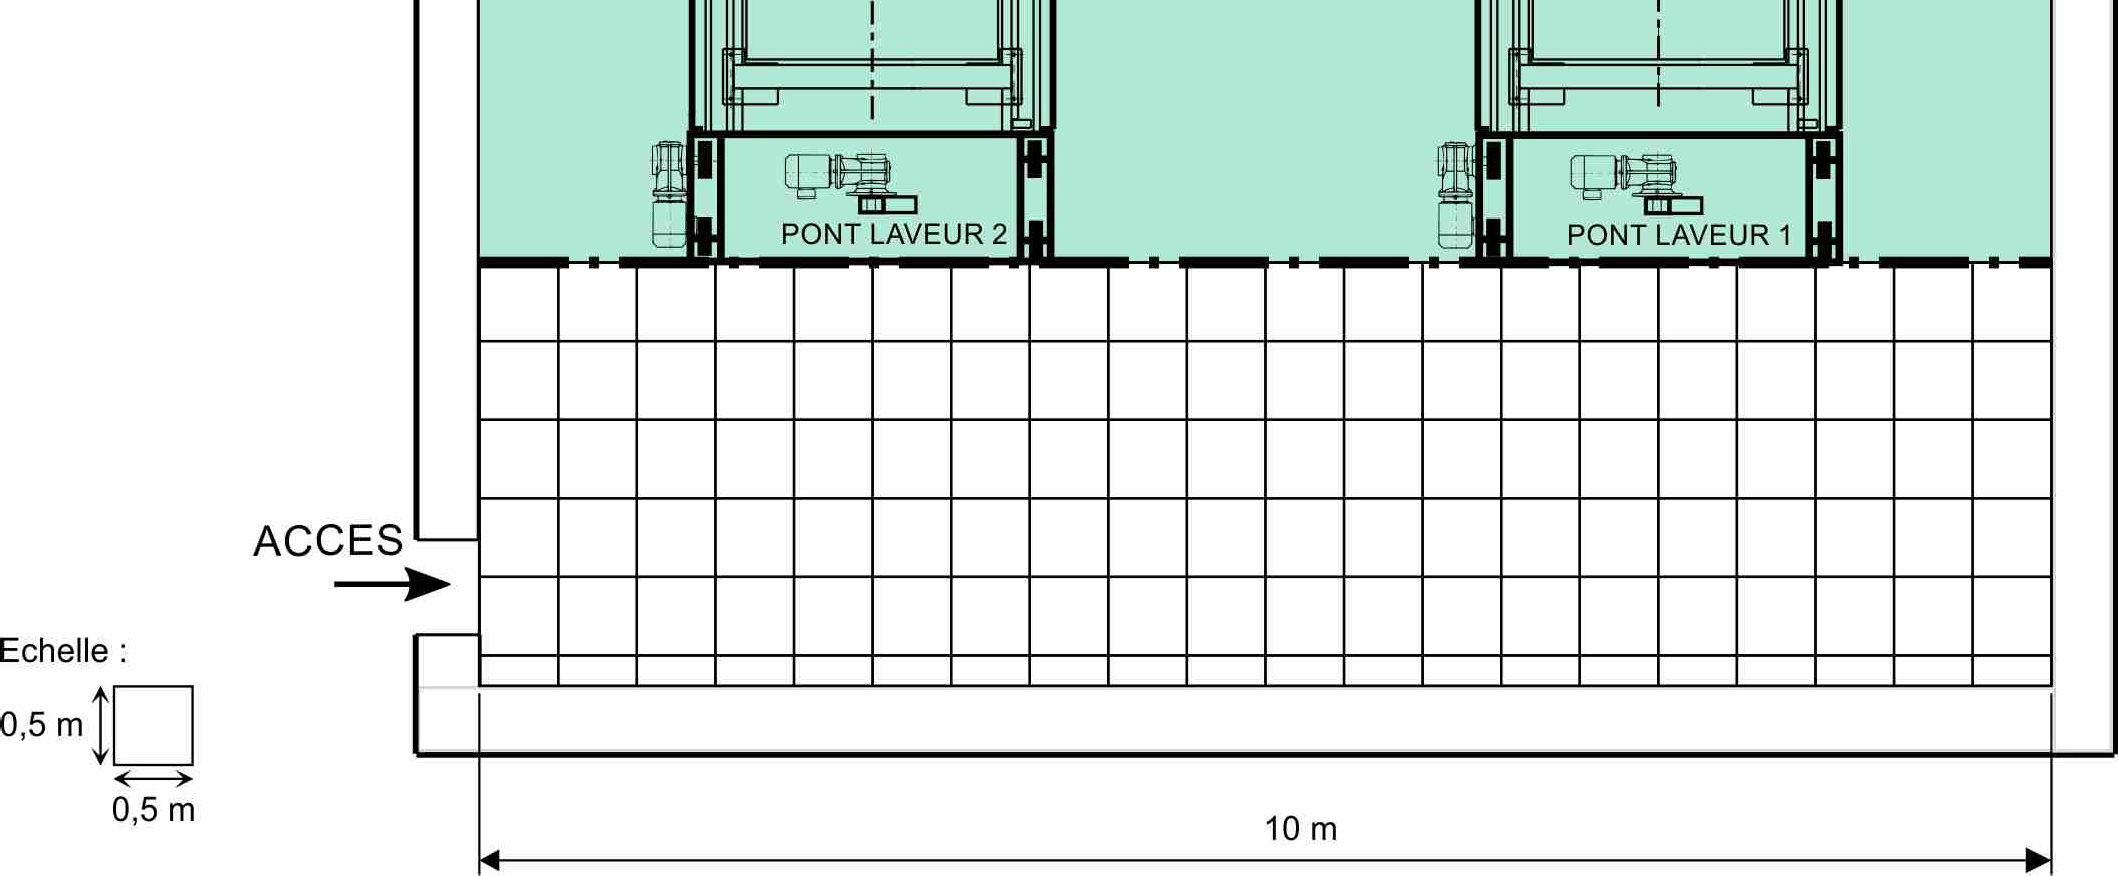 PONT LAVEUR 2
PONT LAVEUR 1
ACCES
Echelle :
0,5 m
0,5 m
10 m